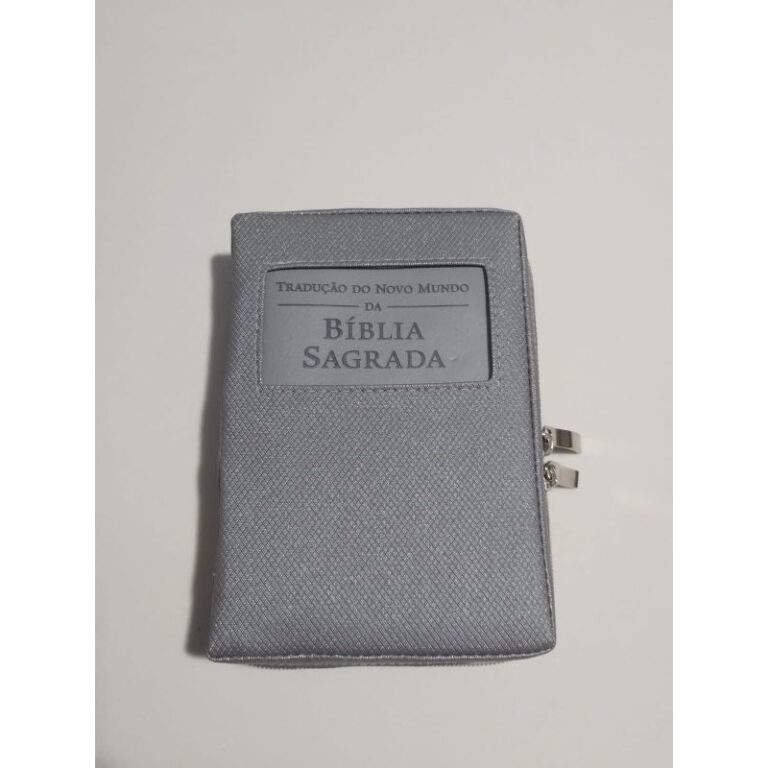 Tradução do Novo Mundo
da
Bíblia
Sagrada